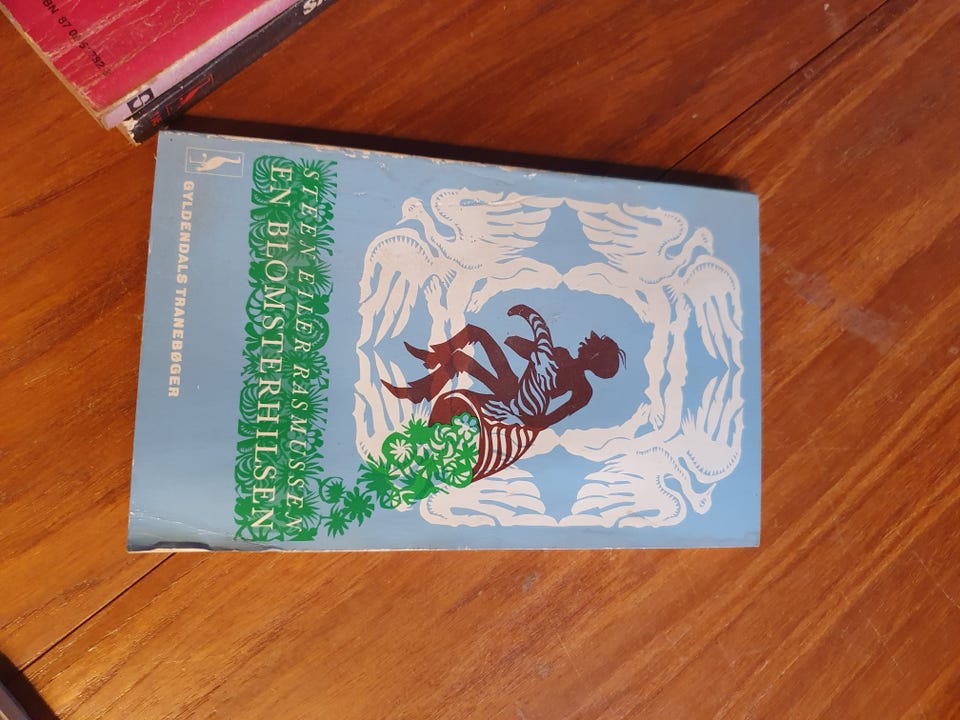 STEEN EILER RASMUSSEN
EN BLOMSTERHILSEN
GYLDENDALS TRANEBØGER